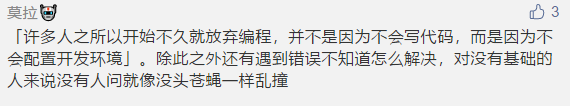 莫拉
3
「许多人之所以开始不久就放弃编程,并不是因为不会写代码,而是因为不
会配置开发环境」。除此之外还有遇到错误不知道怎么解决,对没有基础的
人来说没有人问就像没头苍蝇一样乱撞